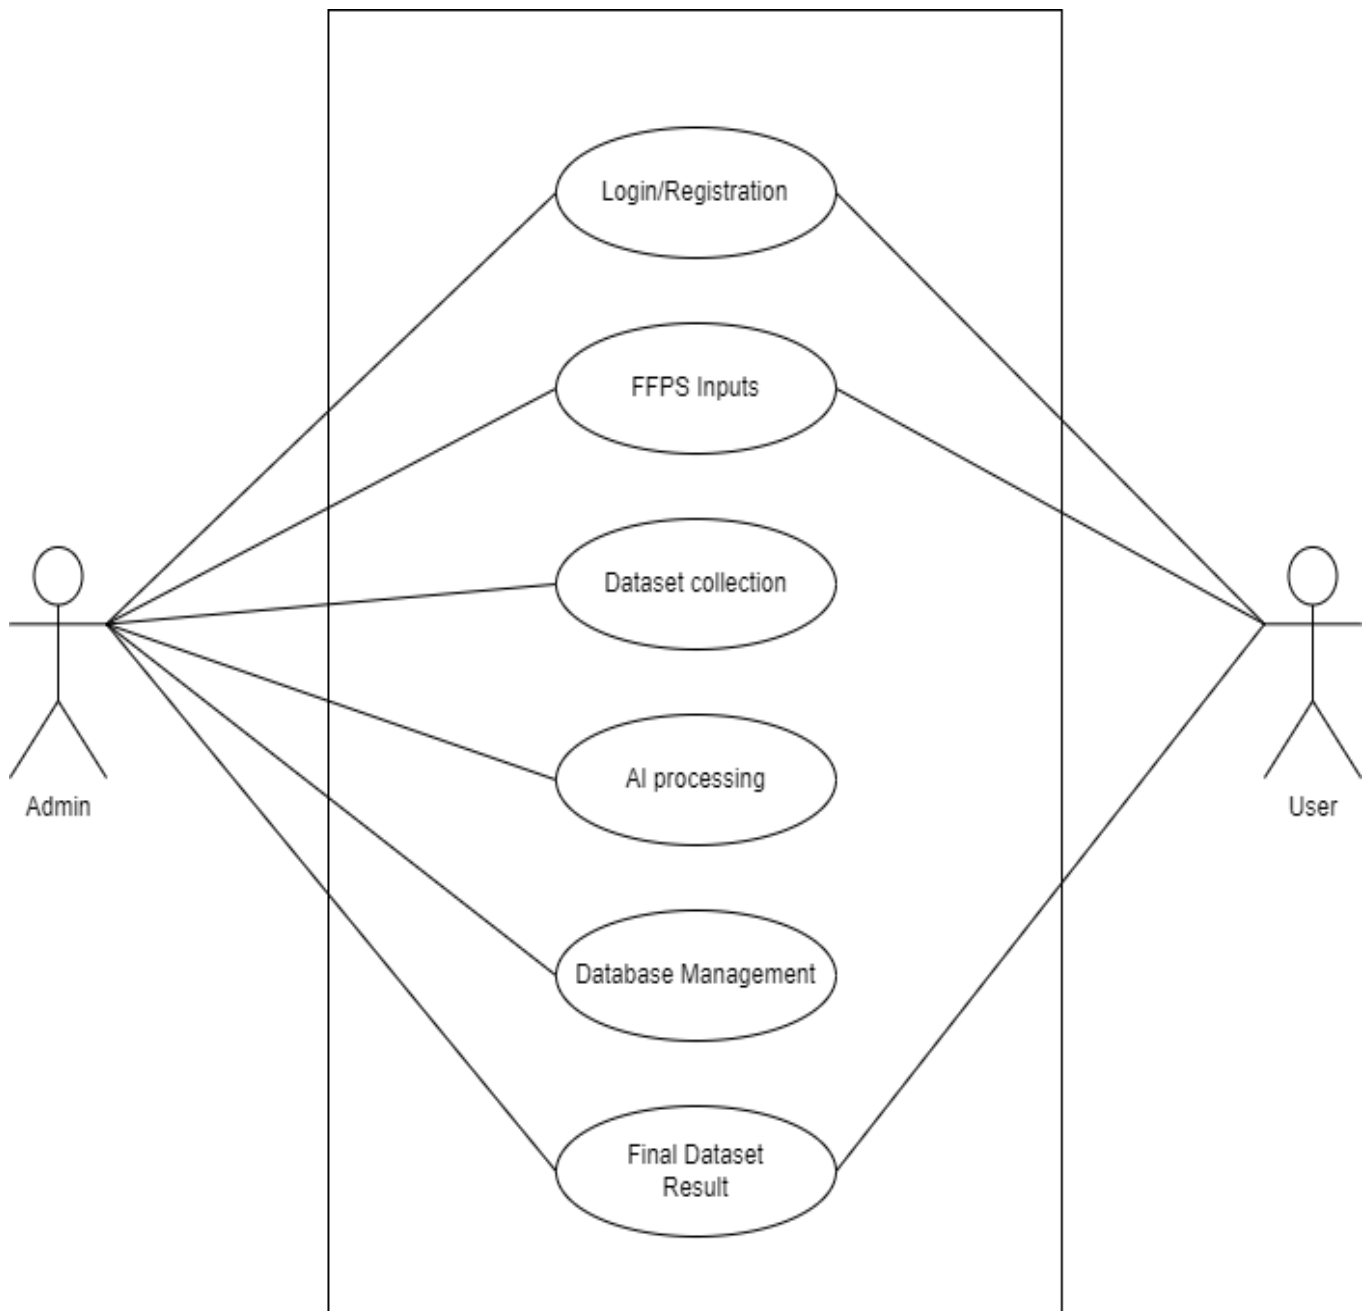 Login/Registration
FFPS Inputs
Dataset collection
AI processing
Admin
User
Database Management
Final Dataset
Result